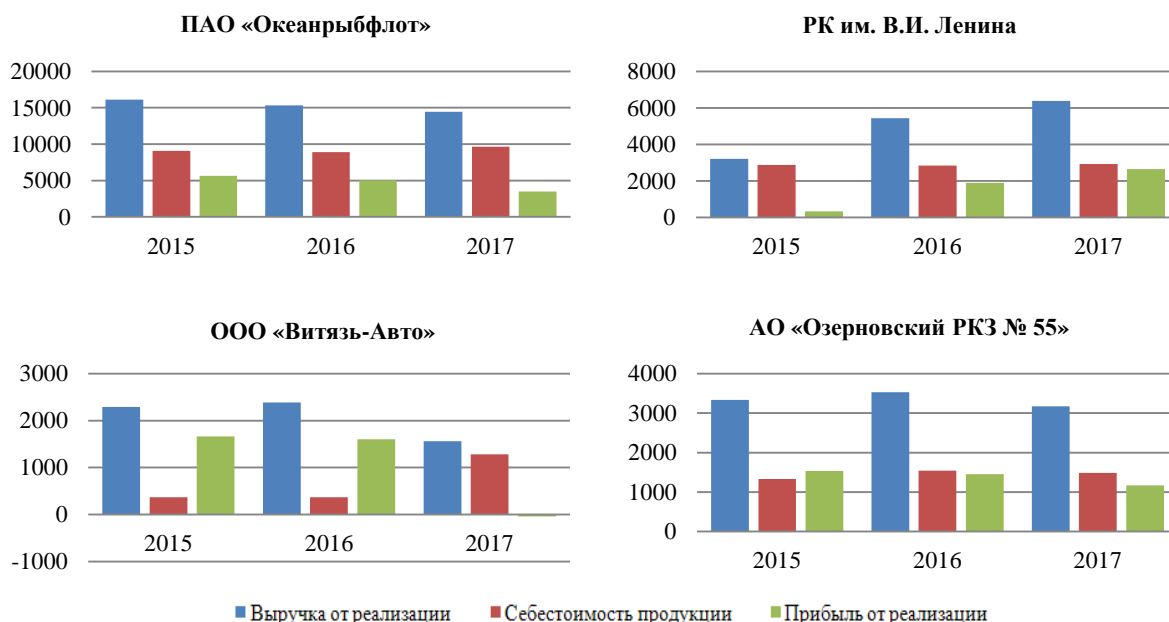 ПАО «Океанрыбфлот»
20000
15000
10000
5000
0
2015 2016 2017
РК им. В.И. Ленина
8000
6000
4000
2000
0
2015 2016 2017
ООО «Витязь-Авто»
3000
2000
1000
0
-1000
2015 2016 2017
АО «Озерновский РКЗ № 55»
4000
3000
2000
1000
0
2015 2016 2017
Выручка от реализации Себестоимость продукции Прибыль от реализации